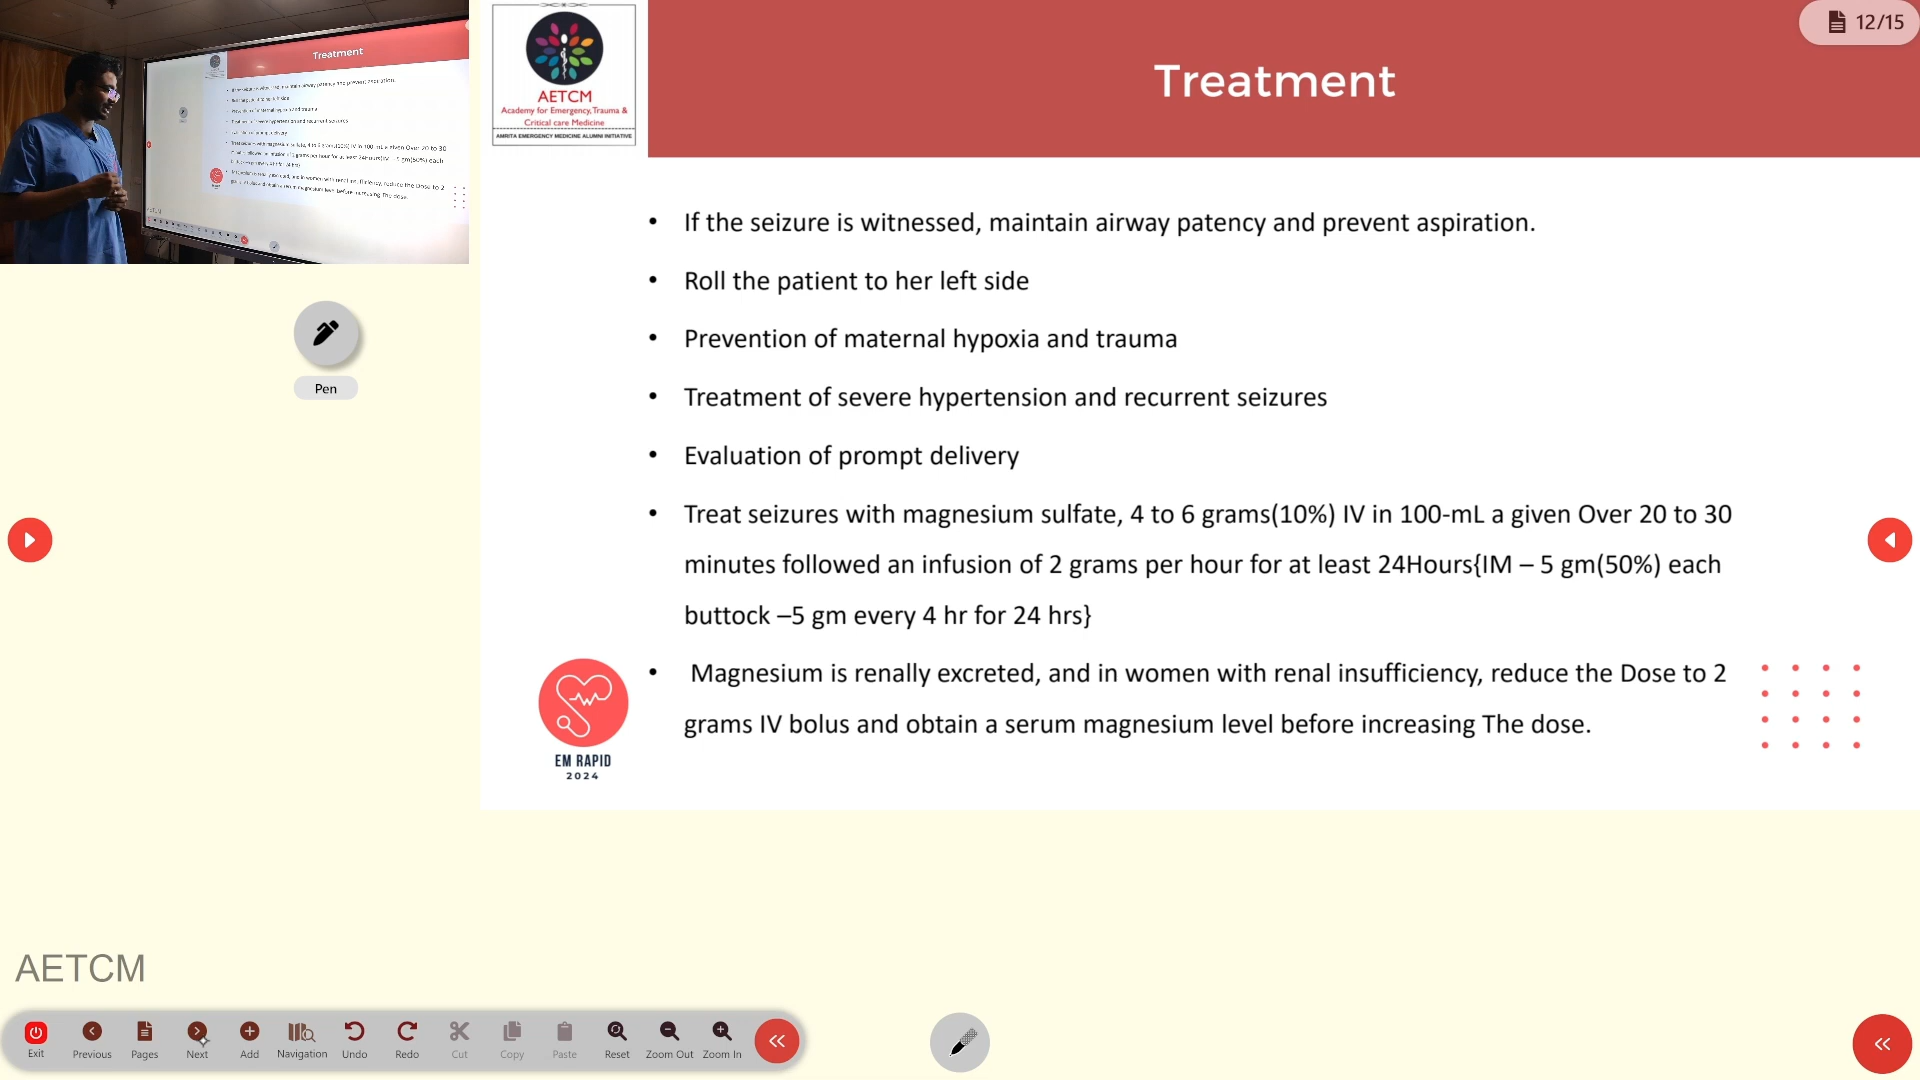 12/15
AETCM
Academy for Emergency, Trauma &
Critical care Medicine
AMRITA EMERGENCY MEDICINE ALUMNI INITIATIVE
Treatment
• If the seizure is witnessed, maintain airway patency and prevent aspiration.
• Roll the patient to her left side
• Prevention of maternal hypoxia and trauma
• Treatment of severe hypertension and recurrent seizures
• Evaluation of prompt delivery
• Treat seizures with magnesium sulfate, 4 to 6 grams(10%) IV in 100-mL a given Over 20 to 30
minutes followed an infusion of 2 grams per hour for at least 24Hours{IM – 5 gm(50%) each
buttock –5 gm every 4 hr for 24 hrs}
• Magnesium is renally excreted, and in women with renal insufficiency, reduce the Dose to 2
grams IV bolus and obtain a serum magnesium level before increasing The dose.
EM RAPID
2024
Treatment
Pen
AETCM
Exit
Previous
Pages
Next
Add
Navigation
Undo
Redo
Cut
Copy
Paste
Reset
Zoom Out
Zoom In